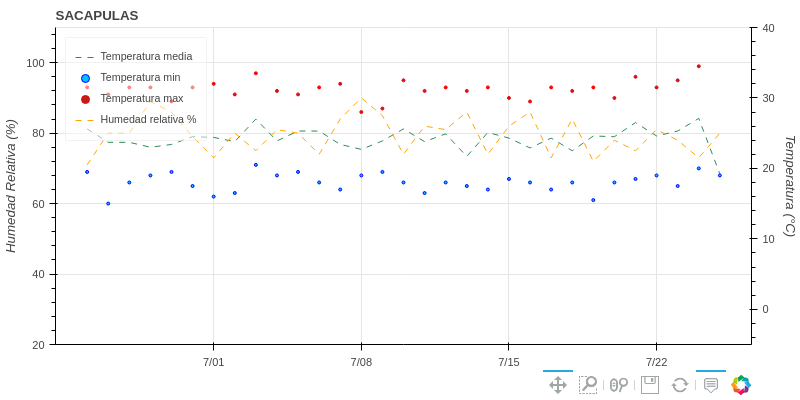 SACAPULAS
Temperatura media
Temperatura min
Temperatura max
Humedad relativa %
Humedad Relativa (%)
100
80
60
40
20
40
30
20
10
0
Temperatura (°C)
7/01
7/08
7/15
7/22